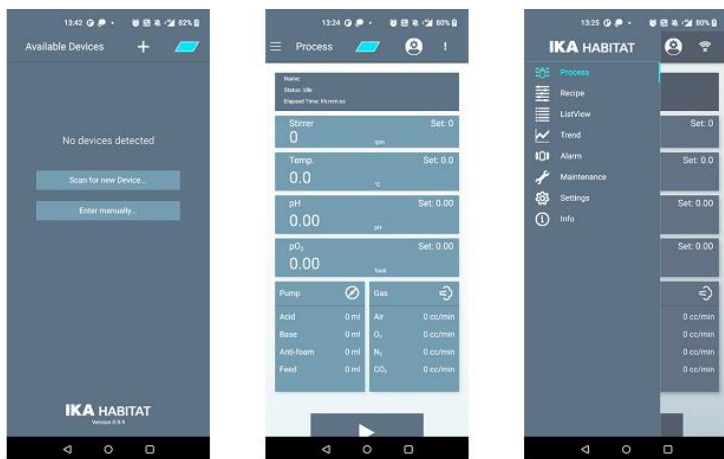 13:42 82%
Available Devices +
No devices detected
Scan for new Device...
Enter manually...
IKA HABITAT
Version 0.9.9
13:24 80%
Process !
Name:
Status: Idle
Elapsed Time: hh:mm:ss
Stirrer Set: 0
0 rpm
Temp. Set: 0.0
0.0 °C
pH Set: 0.00
0.00 pH
pO₂ Set: 0.00
0.00 %sat
Pump Gas
Acid 0 ml Air 0 cc/min
Base 0 ml O₂ 0 cc/min
Anti-foam 0 ml N₂ 0 cc/min
Feed 0 ml CO₂ 0 cc/min
13:25 80%
IKA HABITAT
Process
Recipe
ListView
Trend
Alarm
Maintenance
Settings
Info
Set: 0
Set: 0.0
Set: 0.00
Set: 0.00
0 cc/min
0 cc/min
0 cc/min
0 cc/min